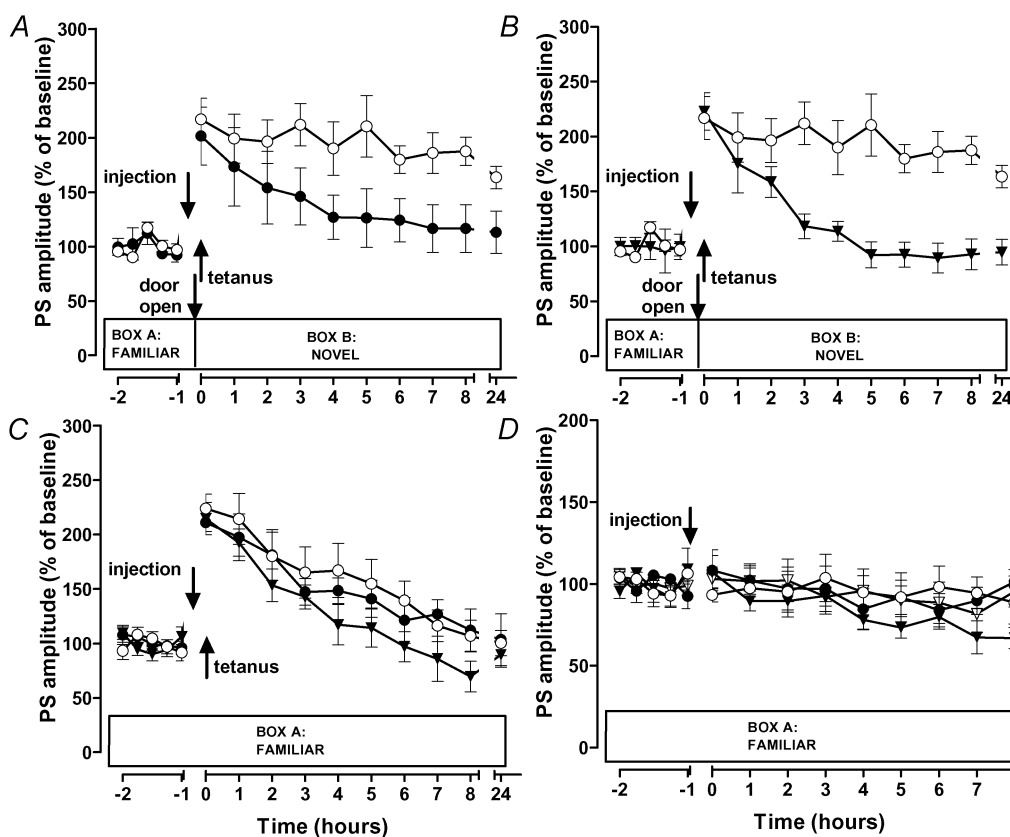 A
PS amplitude (% of baseline)
300
250
200
150
100
50
0
injection
tetanus
door
open
BOX A:
FAMILIAR
BOX B:
NOVEL
-2 -1 0 1 2 3 4 5 6 7 8 24
B
PS amplitude (% of baseline)
300
250
200
150
100
50
0
injection
tetanus
door
open
BOX A:
FAMILIAR
BOX B:
NOVEL
-2 -1 0 1 2 3 4 5 6 7 8 24
C
PS amplitude (% of baseline)
300
250
200
150
100
50
0
injection
tetanus
BOX A:
FAMILIAR
-2 -1 0 1 2 3 4 5 6 7 8 24
Time (hours)
D
PS amplitude (% of baseline)
200
150
100
50
0
injection
BOX A:
FAMILIAR
-2 -1 0 1 2 3 4 5 6 7
Time (hours)